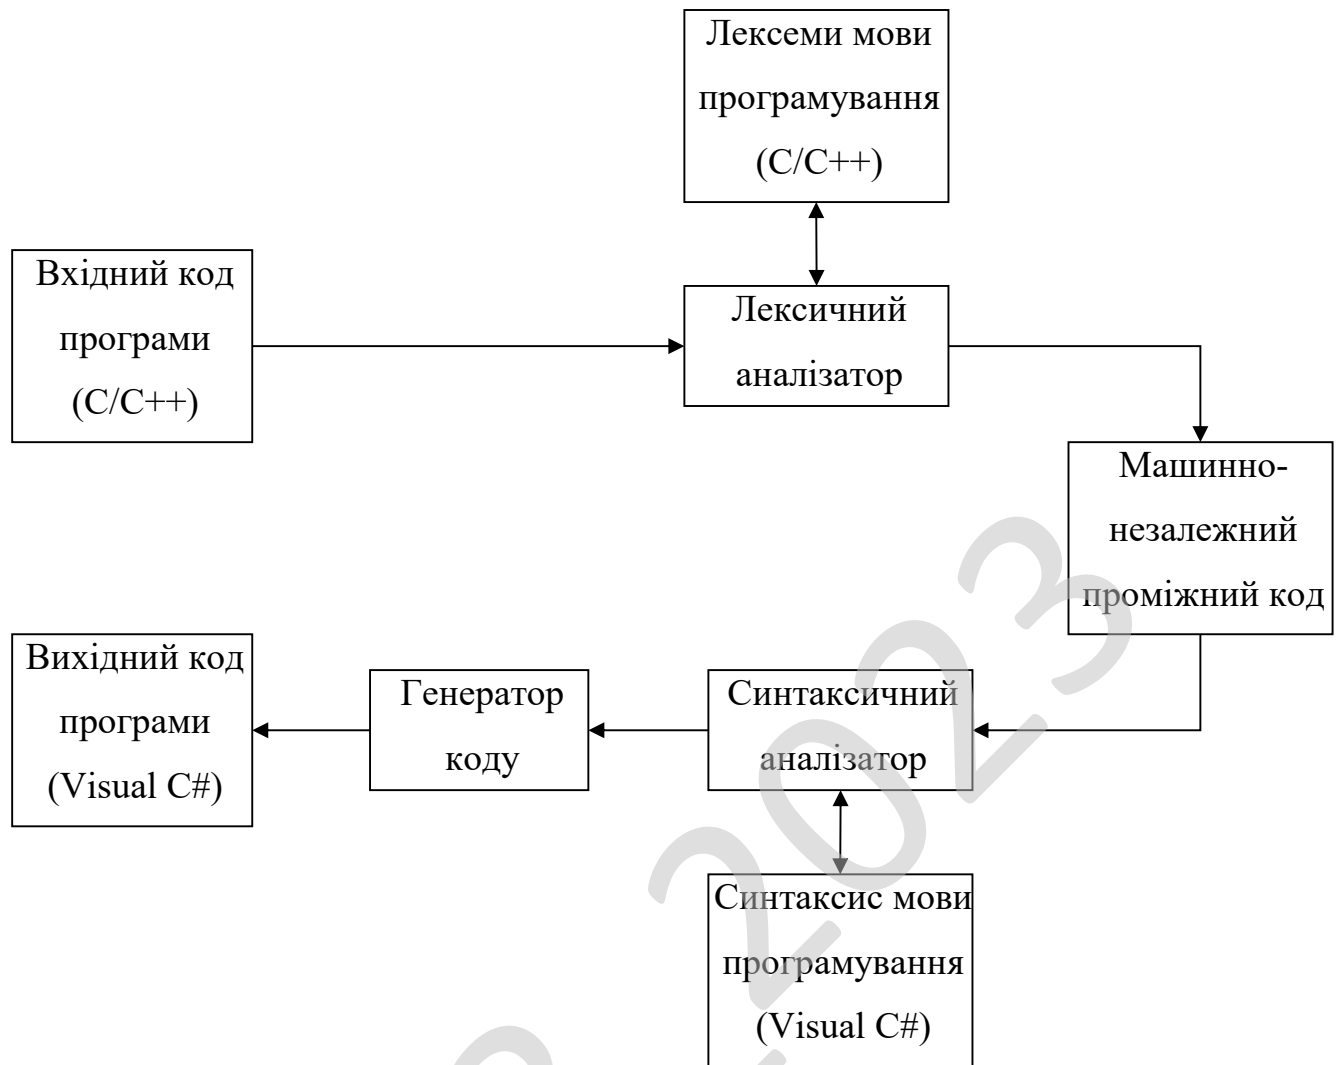 Лексеми мови
програмування
(C/C++)
Вхідний код
програми
(C/C++)
Лексичний
аналізатор
Машинно-
незалежний
проміжний код
Вихідний код
програми
(Visual C#)
Генератор
коду
Синтаксичний
аналізатор
Синтаксис мови
програмування
(Visual C#)
2023